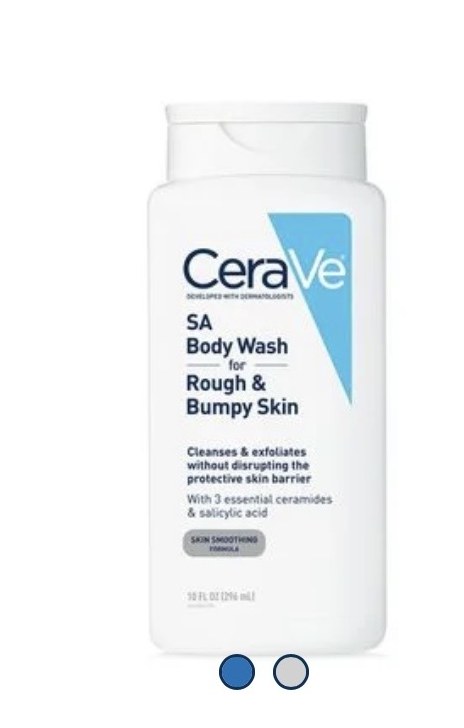 CeraVe
DEVELOPED WITH DERMATOLOGISTS
SA
Body Wash
for
Rough &
Bumpy Skin
Cleanses & exfoliates
without disrupting the
protective skin barrier
With 3 essential ceramides
& salicylic acid
SKIN SMOOTHING
FORMULA
10 FL OZ (296 mL)